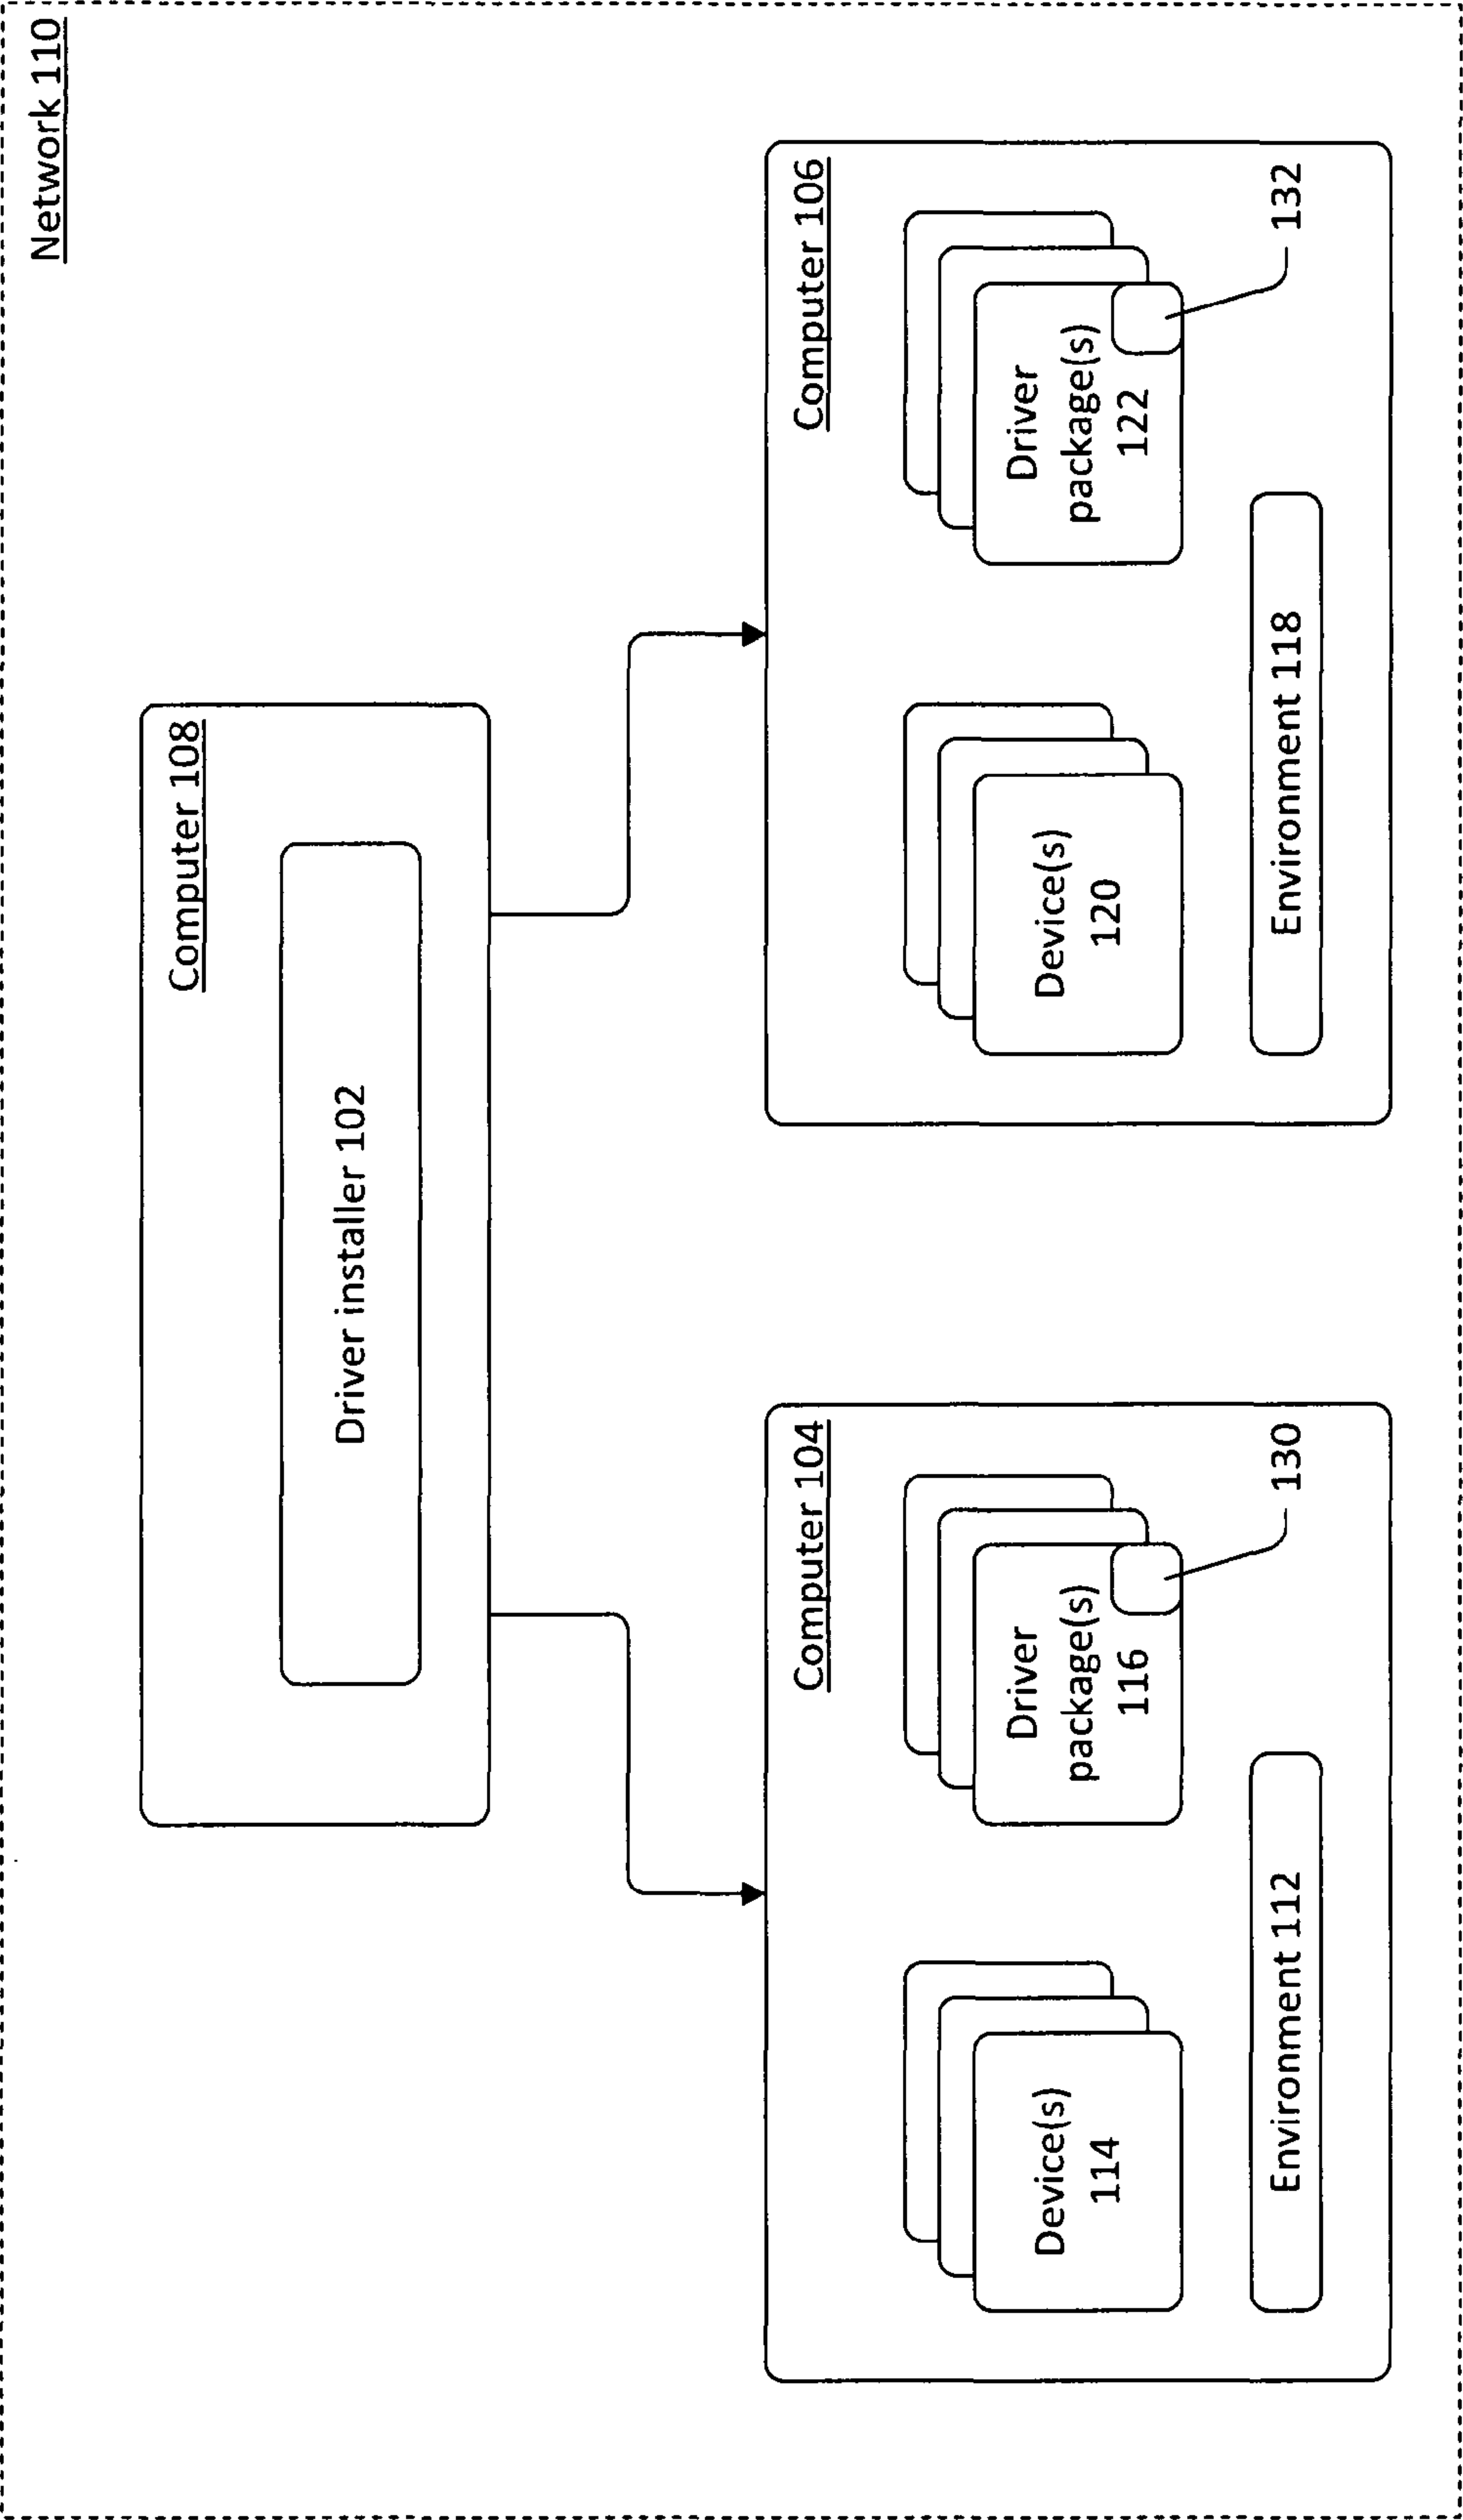 Network 110
Computer 108
Driver installer 102
Computer 104
Device(s)
114
Driver
package(s)
116
130
Environment 112
Computer 106
Device(s)
120
Driver
package(s)
122
132
Environment 118